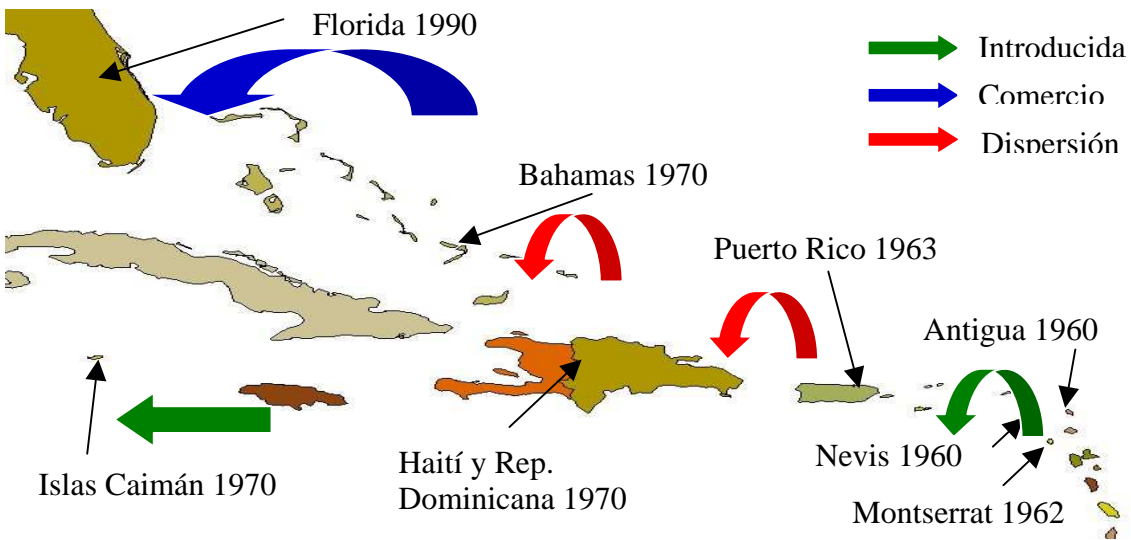 Florida 1990
Introducida
Comercio
Dispersión
Bahamas 1970
Puerto Rico 1963
Antigua 1960
Nevis 1960
Haití y Rep.
Dominicana 1970
Islas Caimán 1970
Montserrat 1962